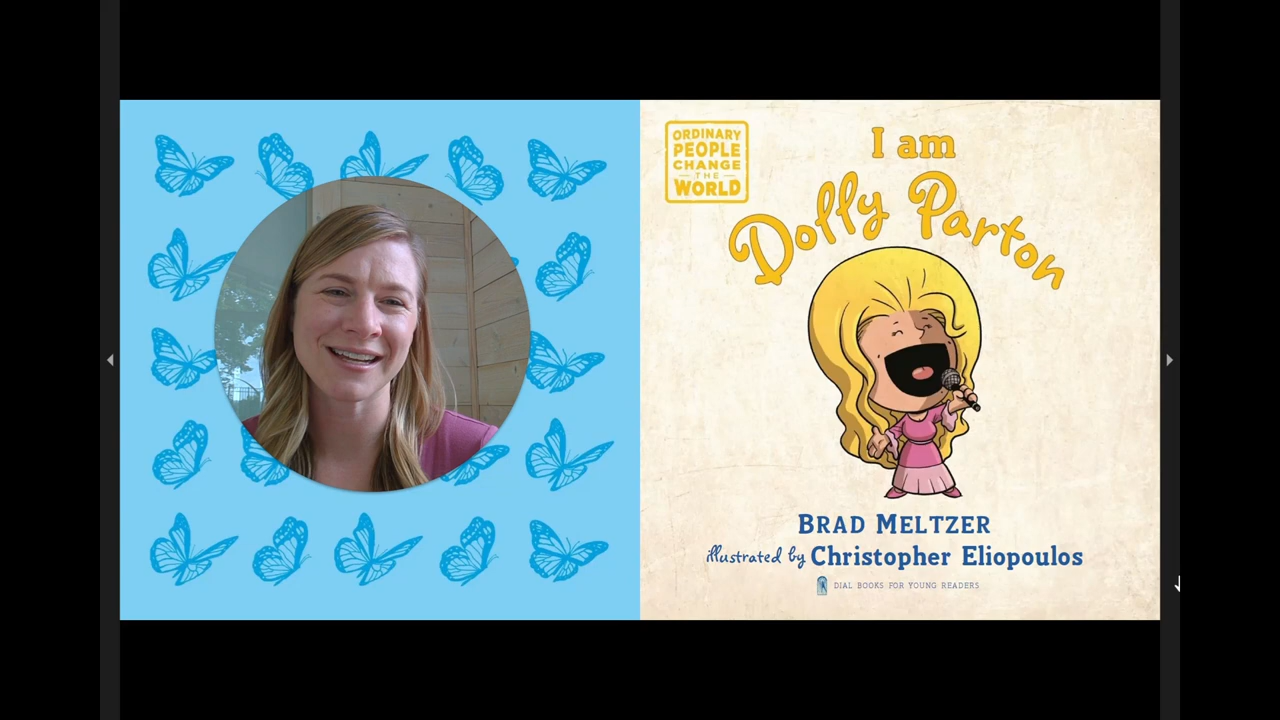 ORDINARY
PEOPLE
CHANGE
THE
WORLD
I am
Dolly Parton
BRAD MELTZER
illustrated by Christopher Eliopoulos
DIAL BOOKS FOR YOUNG READERS